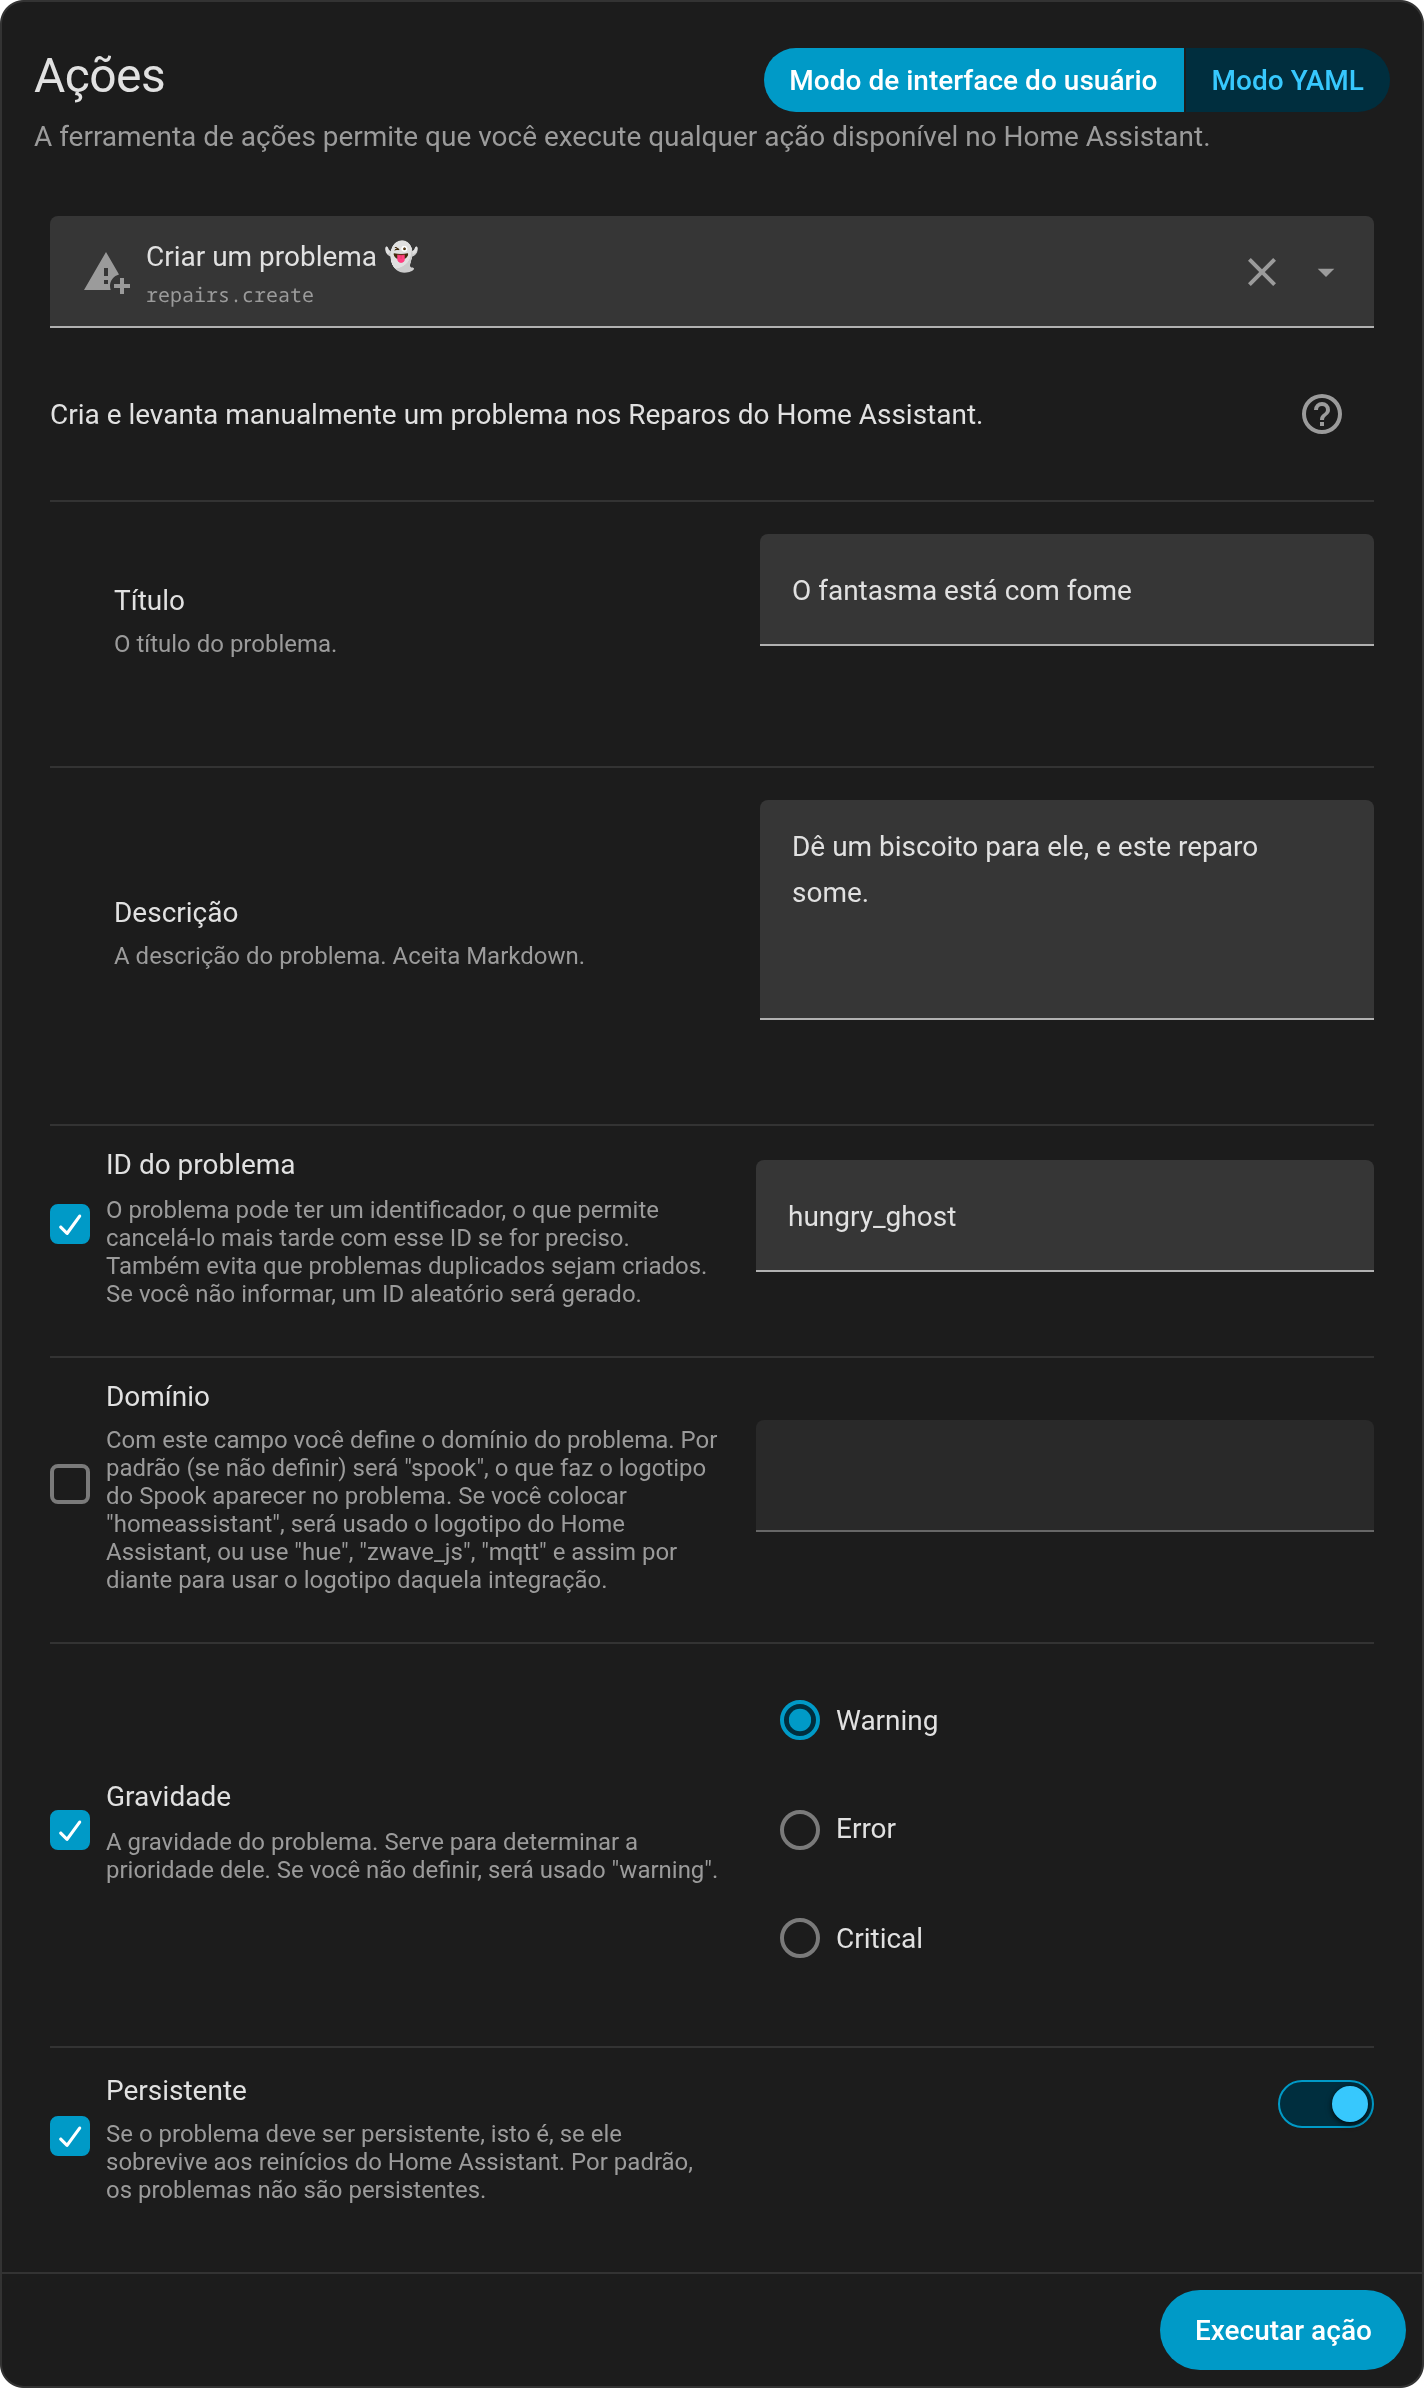 Ações
Modo de interface do usuário
Modo YAML
A ferramenta de ações permite que você execute qualquer ação disponível no Home Assistant.
Criar um problema 👻
repairs.create
Cria e levanta manualmente um problema nos Reparos do Home Assistant.
Título
O título do problema.
O fantasma está com fome
Descrição
A descrição do problema. Aceita Markdown.
Dê um biscoito para ele, e este reparo
some.
ID do problema
O problema pode ter um identificador, o que permite
cancelá-lo mais tarde com esse ID se for preciso.
Também evita que problemas duplicados sejam criados.
Se você não informar, um ID aleatório será gerado.
hungry_ghost
Domínio
Com este campo você define o domínio do problema. Por
padrão (se não definir) será "spook", o que faz o logotipo
do Spook aparecer no problema. Se você colocar
"homeassistant", será usado o logotipo do Home
Assistant, ou use "hue", "zwave_js", "mqtt" e assim por
diante para usar o logotipo daquela integração.
Gravidade
A gravidade do problema. Serve para determinar a
prioridade dele. Se você não definir, será usado "warning".
Warning
Error
Critical
Persistente
Se o problema deve ser persistente, isto é, se ele
sobrevive aos reinícios do Home Assistant. Por padrão,
os problemas não são persistentes.
Executar ação